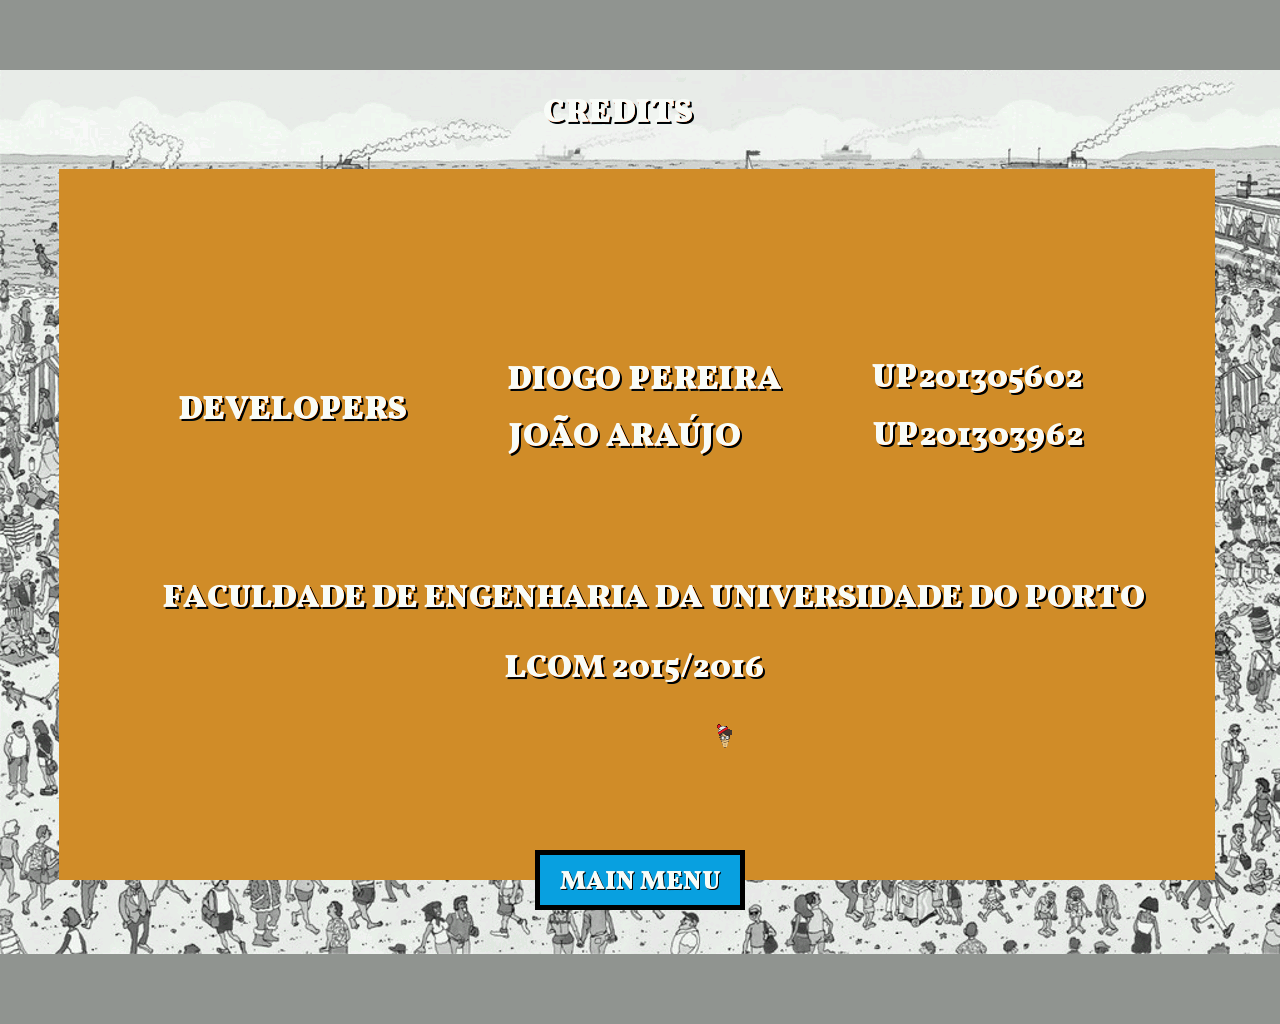 CREDITS
DEVELOPERS
DIOGO PEREIRA UP201305602
JOÃO ARAÚJO UP201303962
FACULDADE DE ENGENHARIA DA UNIVERSIDADE DO PORTO
LCOM 2015/2016
MAIN MENU